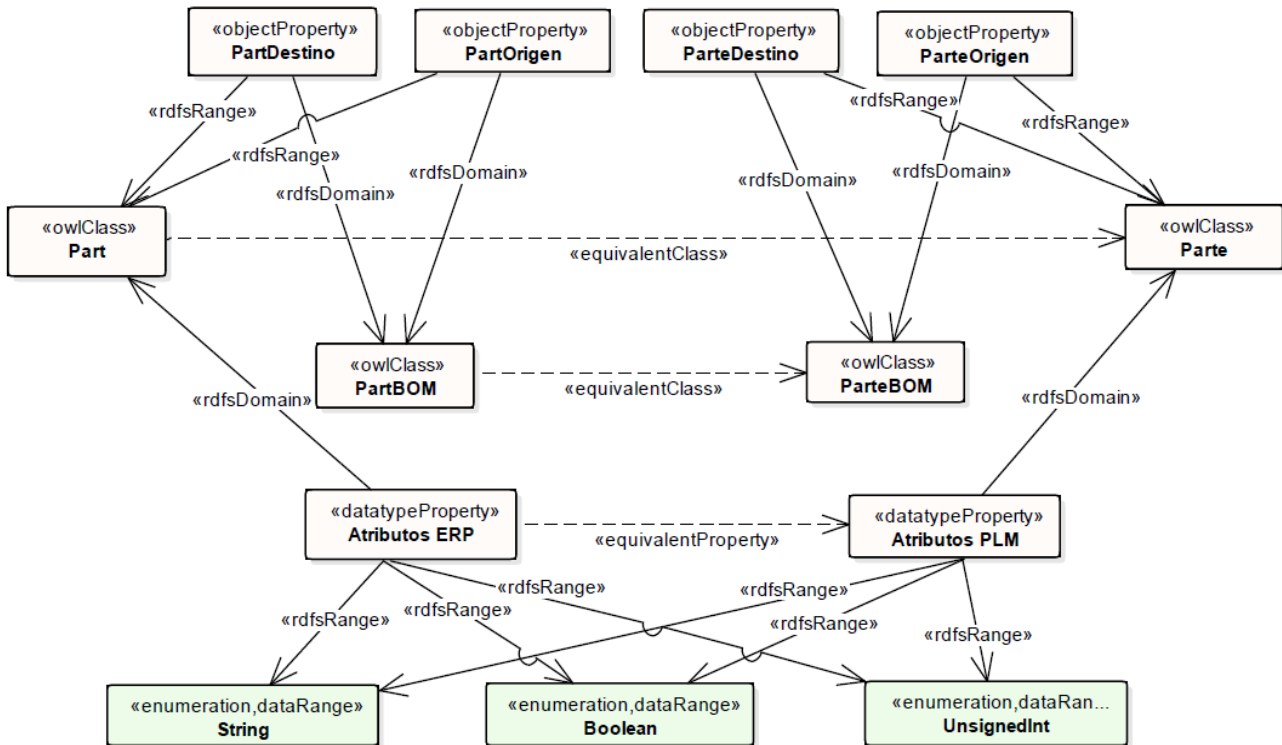 «objectProperty»
PartDestino
«objectProperty»
PartOrigen
«objectProperty»
ParteDestino
«objectProperty»
ParteOrigen
«rdfsRange»
«rdfsRange»
«rdfsRange»
«rdfsRange»
«rdfsDomain»
«rdfsDomain»
«rdfsDomain»
«rdfsDomain»
«owlClass»
Part
«equivalentClass»
«owlClass»
Parte
«owlClass»
PartBOM
«equivalentClass»
«owlClass»
ParteBOM
«rdfsDomain»
«rdfsDomain»
«datatypeProperty»
Atributos ERP
«equivalentProperty»
«datatypeProperty»
Atributos PLM
«rdfsRange»
«rdfsRange»
«rdfsRange»
«rdfsRange»
«rdfsRange»
«rdfsRange»
«enumeration,dataRange»
String
«enumeration,dataRange»
Boolean
«enumeration,dataRan...
UnsignedInt